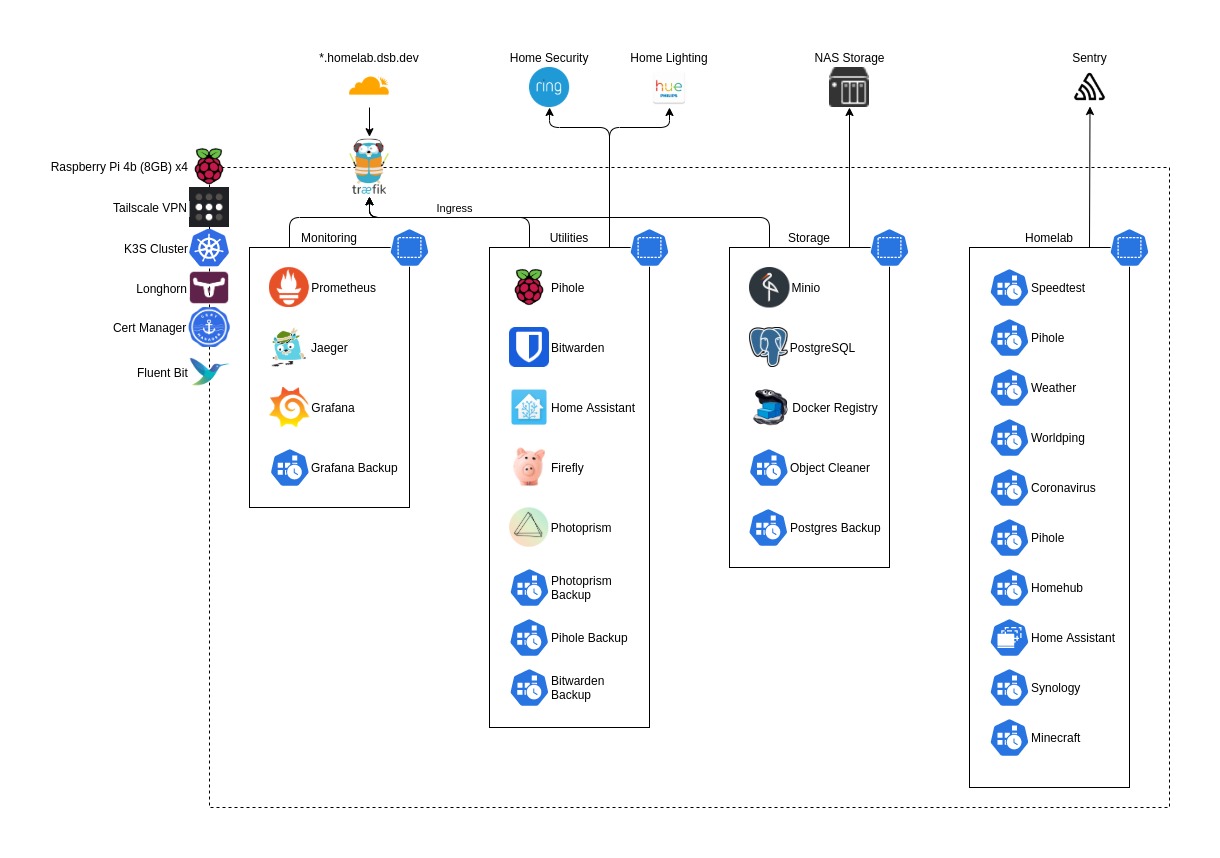 *.homelab.dsb.dev
Home Security
Home Lighting
NAS Storage
Sentry
ring
hue
PHILIPS
Raspberry Pi 4b (8GB) x4
træfik
Tailscale VPN
Ingress
K3S Cluster
Longhorn
Cert Manager
CERT
MANAGER
Fluent Bit
Monitoring
Prometheus
Jaeger
Grafana
Grafana Backup
Utilities
Pihole
Bitwarden
Home Assistant
Firefly
Photoprism
Photoprism
Backup
Pihole Backup
Bitwarden
Backup
Storage
Minio
PostgreSQL
Docker Registry
Object Cleaner
Postgres Backup
Homelab
Speedtest
Pihole
Weather
Worldping
Coronavirus
Pihole
Homehub
Home Assistant
Synology
Minecraft